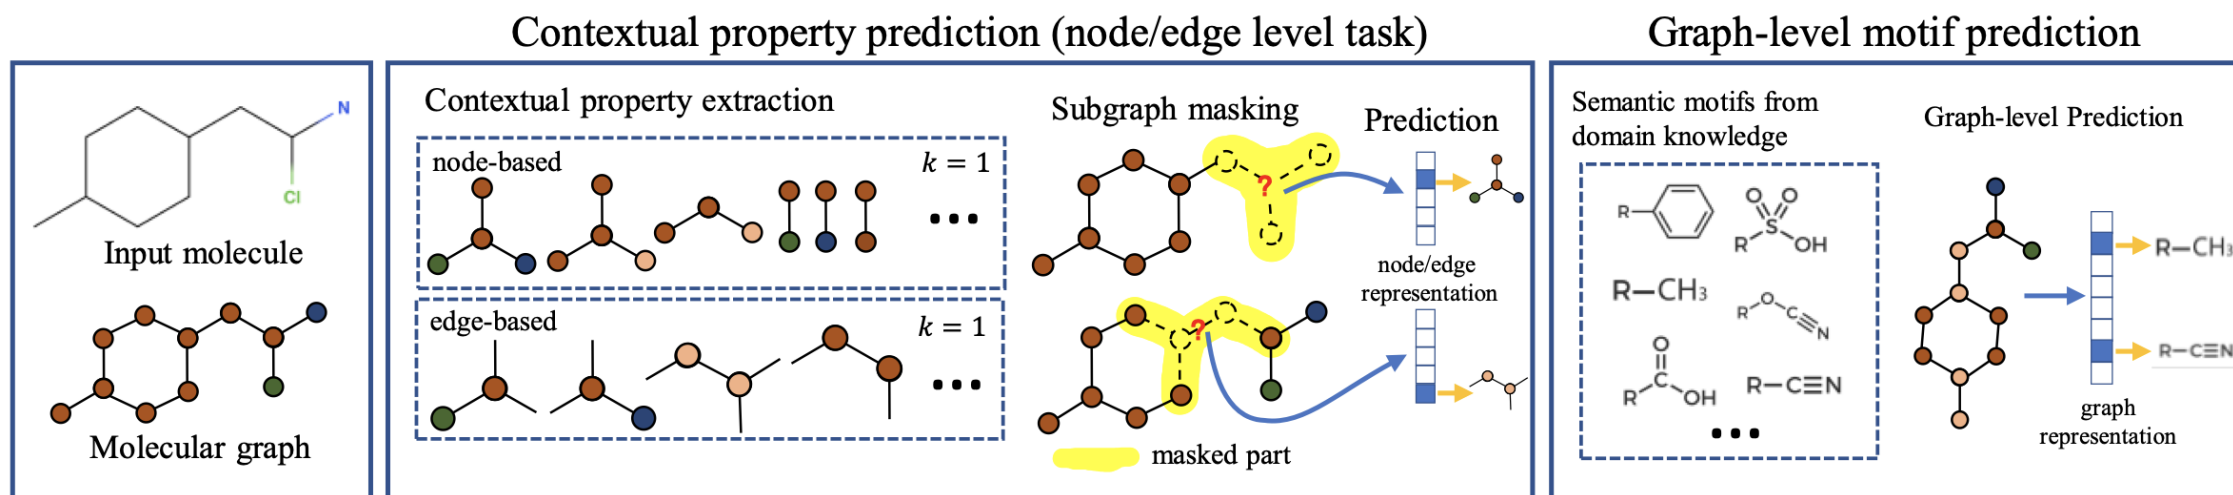 Contextual property prediction (node/edge level task)
Graph-level motif prediction
N
Cl
Input molecule
Molecular graph
Contextual property extraction
node-based
k = 1
edge-based
k = 1
Subgraph masking
?
?
masked part
Prediction
node/edge
representation
Semantic motifs from
domain knowledge
R
O O
S
R OH
R—CH₃
O
R C≡N
O
C
R OH
R—C≡N
Graph-level Prediction
R—CH₃
R—C≡N
graph
representation